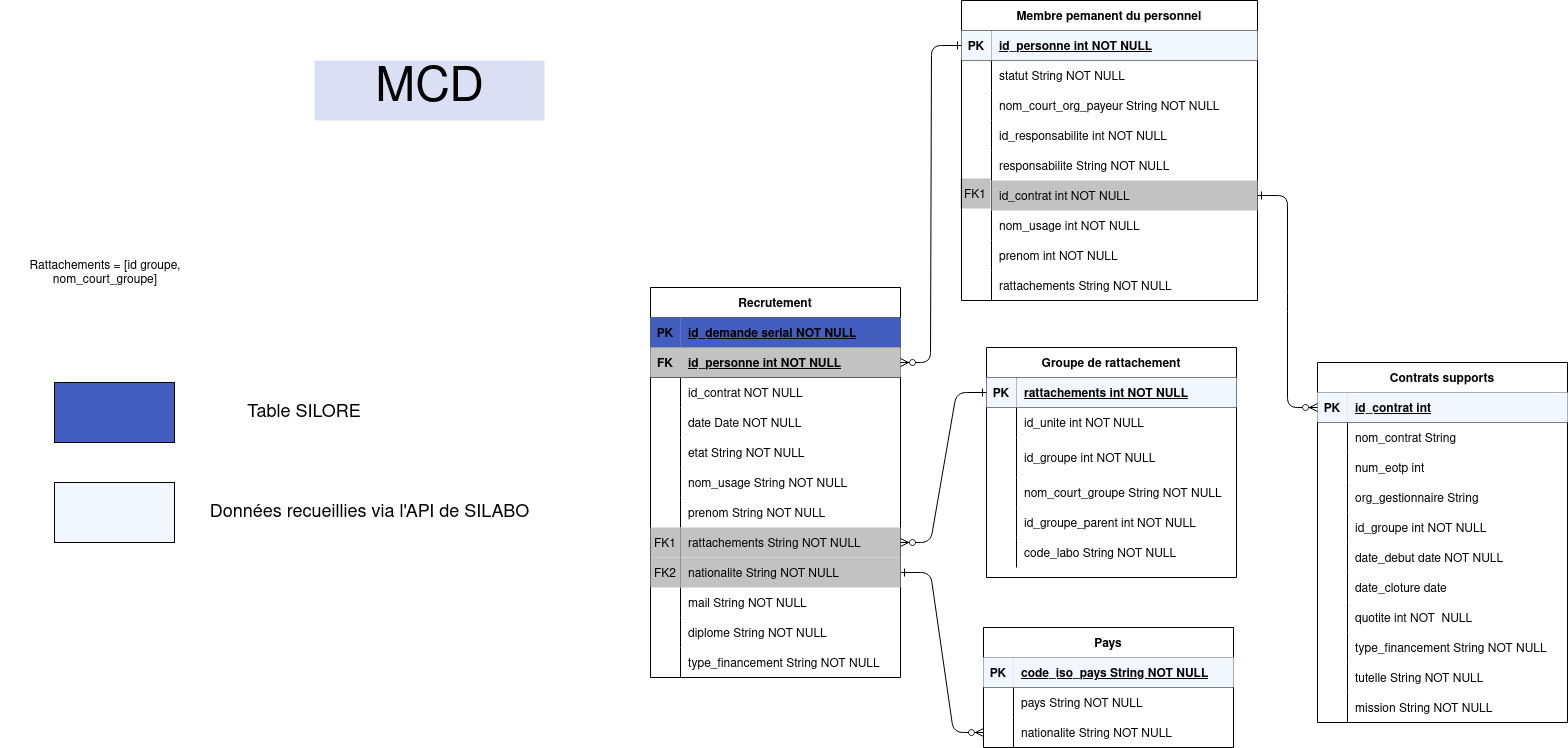 MCD
Rattachements = [id groupe,
nom_court_groupe]
Table SILORE
Données recueillies via l'API de SILABO
Membre pemanent du personnel
PK id_personne int NOT NULL
statut String NOT NULL
nom_court_org_payeur String NOT NULL
id_responsabilite int NOT NULL
responsabilite String NOT NULL
FK1 id_contrat int NOT NULL
nom_usage int NOT NULL
prenom int NOT NULL
rattachements String NOT NULL
Recrutement
PK id_demande serial NOT NULL
FK id_personne int NOT NULL
id_contrat NOT NULL
date Date NOT NULL
etat String NOT NULL
nom_usage String NOT NULL
prenom String NOT NULL
FK1 rattachements String NOT NULL
FK2 nationalite String NOT NULL
mail String NOT NULL
diplome String NOT NULL
type_financement String NOT NULL
Groupe de rattachement
PK rattachements int NOT NULL
id_unite int NOT NULL
id_groupe int NOT NULL
nom_court_groupe String NOT NULL
id_groupe_parent int NOT NULL
code_labo String NOT NULL
Pays
PK code_iso_pays String NOT NULL
pays String NOT NULL
nationalite String NOT NULL
Contrats supports
PK id_contrat int
nom_contrat String
num_eotp int
org_gestionnaire String
id_groupe int NOT NULL
date_debut date NOT NULL
date_cloture date
quotite int NOT  NULL
type_financement String NOT NULL
tutelle String NOT NULL
mission String NOT NULL